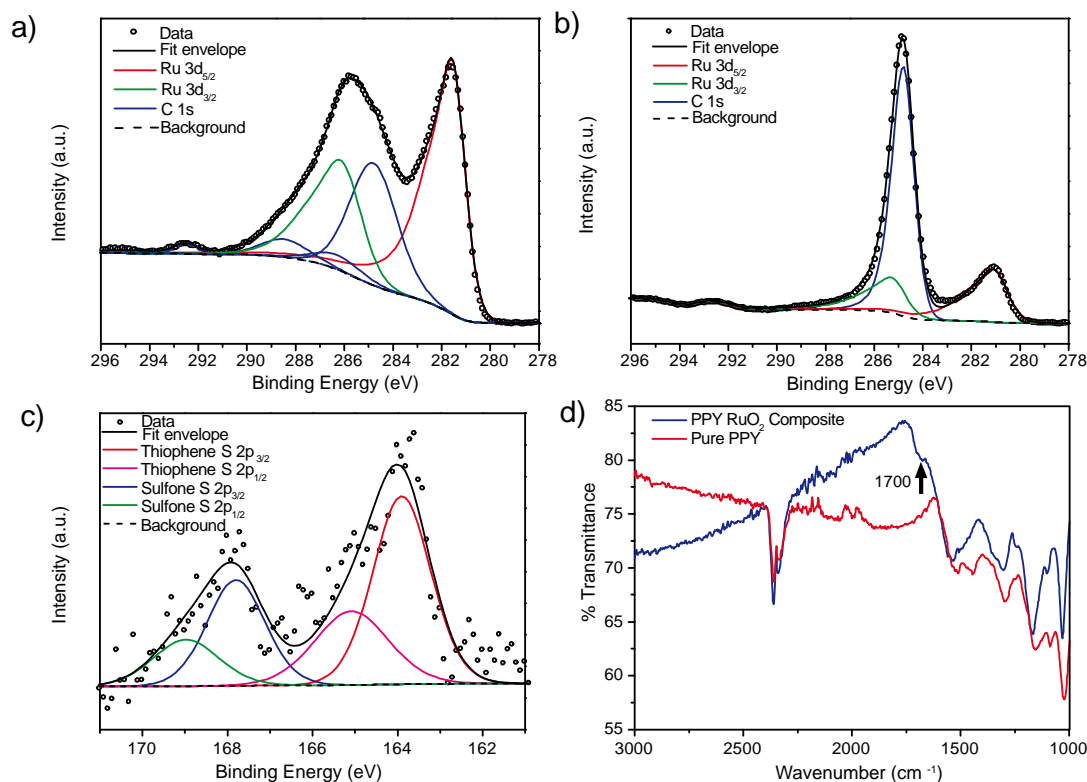 a)
Data
Fit envelope
Ru 3d5/2
Ru 3d3/2
C 1s
Background
Intensity (a.u.)
296 294 292 290 288 286 284 282 280 278
Binding Energy (eV)
b)
Data
Fit envelope
Ru 3d5/2
Ru 3d3/2
C 1s
Background
Intensity (a.u.)
296 294 292 290 288 286 284 282 280 278
Binding Energy (eV)
c)
Data
Fit envelope
Thiophene S 2p3/2
Thiophene S 2p1/2
Sulfone S 2p3/2
Sulfone S 2p1/2
Background
Intensity (a.u.)
170 168 166 164 162
Binding Energy (eV)
d)
PPY RuO2 Composite
Pure PPY
1700
% Transmittance
85
80
75
70
65
60
55
3000 2500 2000 1500 1000
Wavenumber (cm -1)